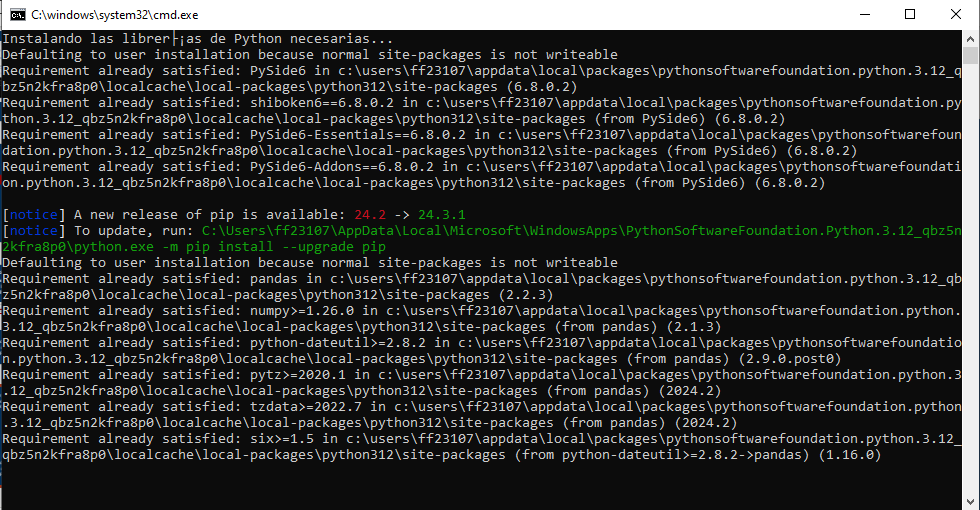 C:\windows\system32\cmd.exe
Instalando las librer├¡as de Python necesarias...
Defaulting to user installation because normal site-packages is not writeable
Requirement already satisfied: PySide6 in c:\users\ff23107\appdata\local\packages\pythonsoftwarefoundation.python.3.12_q
bz5n2kfra8p0\localcache\local-packages\python312\site-packages (6.8.0.2)
Requirement already satisfied: shiboken6==6.8.0.2 in c:\users\ff23107\appdata\local\packages\pythonsoftwarefoundation.py
thon.3.12_qbz5n2kfra8p0\localcache\local-packages\python312\site-packages (from PySide6) (6.8.0.2)
Requirement already satisfied: PySide6-Essentials==6.8.0.2 in c:\users\ff23107\appdata\local\packages\pythonsoftwarefoun
dation.python.3.12_qbz5n2kfra8p0\localcache\local-packages\python312\site-packages (from PySide6) (6.8.0.2)
Requirement already satisfied: PySide6-Addons==6.8.0.2 in c:\users\ff23107\appdata\local\packages\pythonsoftwarefoundati
on.python.3.12_qbz5n2kfra8p0\localcache\local-packages\python312\site-packages (from PySide6) (6.8.0.2)
[notice] A new release of pip is available: 24.2 -> 24.3.1
[notice] To update, run: C:\Users\ff23107\AppData\Local\Microsoft\WindowsApps\PythonSoftwareFoundation.Python.3.12_qbz5n
2kfra8p0\python.exe -m pip install --upgrade pip
Defaulting to user installation because normal site-packages is not writeable
Requirement already satisfied: pandas in c:\users\ff23107\appdata\local\packages\pythonsoftwarefoundation.python.3.12_qb
z5n2kfra8p0\localcache\local-packages\python312\site-packages (2.2.3)
Requirement already satisfied: numpy>=1.26.0 in c:\users\ff23107\appdata\local\packages\pythonsoftwarefoundation.python.
3.12_qbz5n2kfra8p0\localcache\local-packages\python312\site-packages (from pandas) (2.1.3)
Requirement already satisfied: python-dateutil>=2.8.2 in c:\users\ff23107\appdata\local\packages\pythonsoftwarefoundatio
n.python.3.12_qbz5n2kfra8p0\localcache\local-packages\python312\site-packages (from pandas) (2.9.0.post0)
Requirement already satisfied: pytz>=2020.1 in c:\users\ff23107\appdata\local\packages\pythonsoftwarefoundation.python.3
.12_qbz5n2kfra8p0\localcache\local-packages\python312\site-packages (from pandas) (2024.2)
Requirement already satisfied: tzdata>=2022.7 in c:\users\ff23107\appdata\local\packages\pythonsoftwarefoundation.python
.3.12_qbz5n2kfra8p0\localcache\local-packages\python312\site-packages (from pandas) (2024.2)
Requirement already satisfied: six>=1.5 in c:\users\ff23107\appdata\local\packages\pythonsoftwarefoundation.python.3.12_
qbz5n2kfra8p0\localcache\local-packages\python312\site-packages (from python-dateutil>=2.8.2->pandas) (1.16.0)